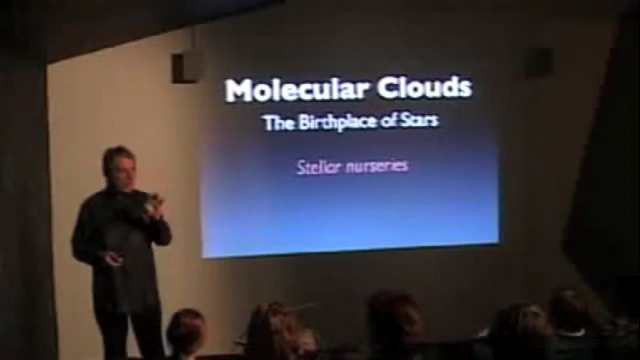 Molecular Clouds
The Birthplace of Stars
Stellar nurseries